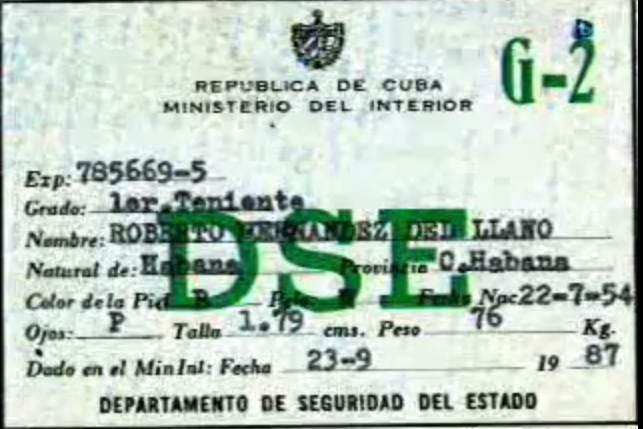 G-2
REPUBLICA DE CUBA
MINISTERIO DEL INTERIOR
Exp: 785669-5
Grado: 1er.Teniente
Nombre: ROBERTO HERNANDEZ DEL LLANO
Natural de: Habana Provincia C.Habana
Color de la Piel B Pelo N Fecha Nac 22-7-54
Ojos: P Talla 1.79 cms. Peso 76 Kg.
Dado en el MinInt: Fecha 23-9 19 87
DSE
DEPARTAMENTO DE SEGURIDAD DEL ESTADO